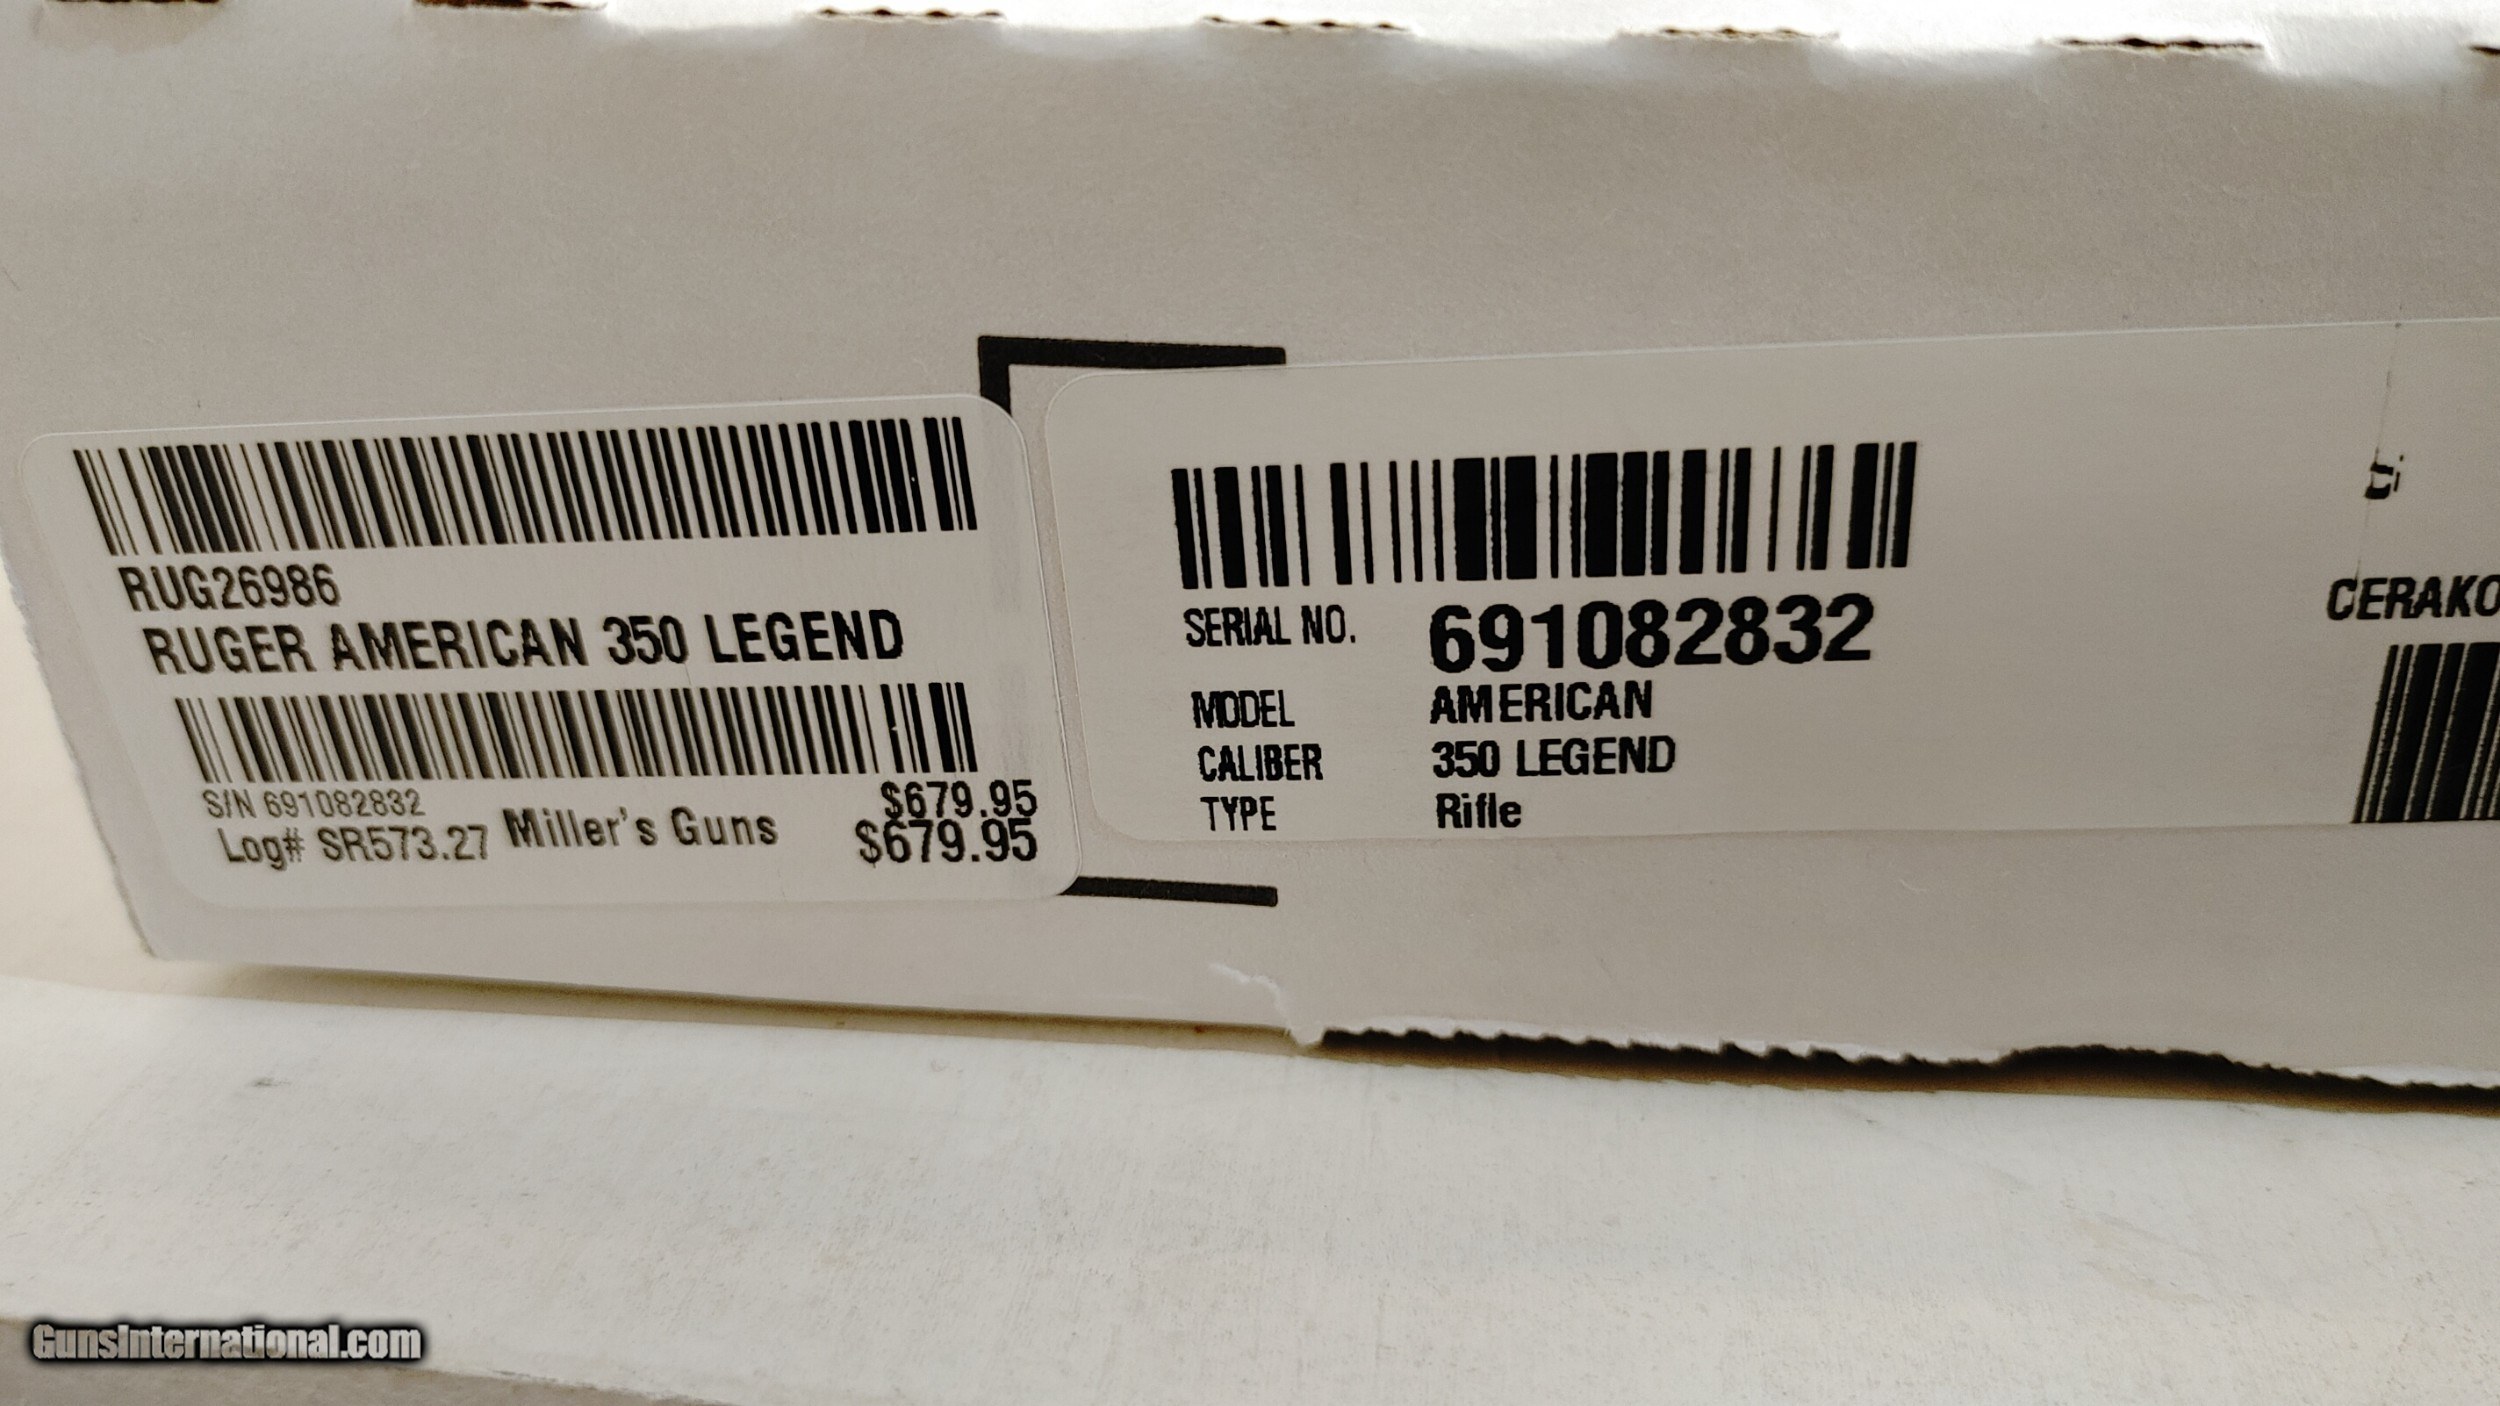 RUG26986
RUGER AMERICAN 350 LEGEND
S/N 691082832
$679.95
Log# SR573.27 Miller's Guns $679.95
SERIAL NO. 691082832
MODEL AMERICAN
CALIBER 350 LEGEND
TYPE Rifle
CERAKO
GunsInternational.com